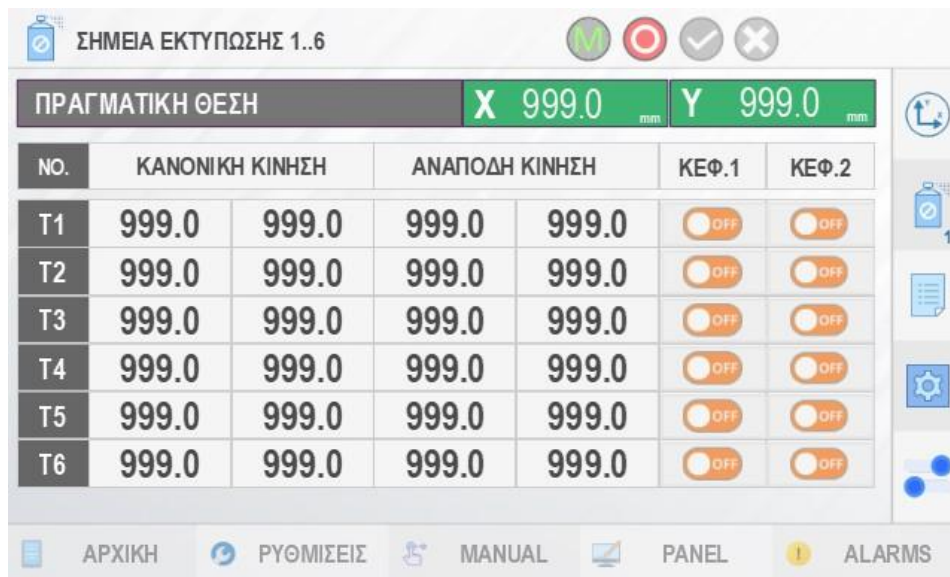 ΣΗΜΕΙΑ ΕΚΤΥΠΩΣΗΣ 1..6 M
ΠΡΑΓΜΑΤΙΚΗ ΘΕΣΗ X 999.0 mm Y 999.0 mm
NO. ΚΑΝΟΝΙΚΗ ΚΙΝΗΣΗ ΑΝΑΠΟΔΗ ΚΙΝΗΣΗ ΚΕΦ.1 ΚΕΦ.2
T1 999.0 999.0 999.0 999.0 OFF OFF
T2 999.0 999.0 999.0 999.0 OFF OFF
T3 999.0 999.0 999.0 999.0 OFF OFF
T4 999.0 999.0 999.0 999.0 OFF OFF
T5 999.0 999.0 999.0 999.0 OFF OFF
T6 999.0 999.0 999.0 999.0 OFF OFF
ΑΡΧΙΚΗ ΡΥΘΜΙΣΕΙΣ MANUAL PANEL ALARMS